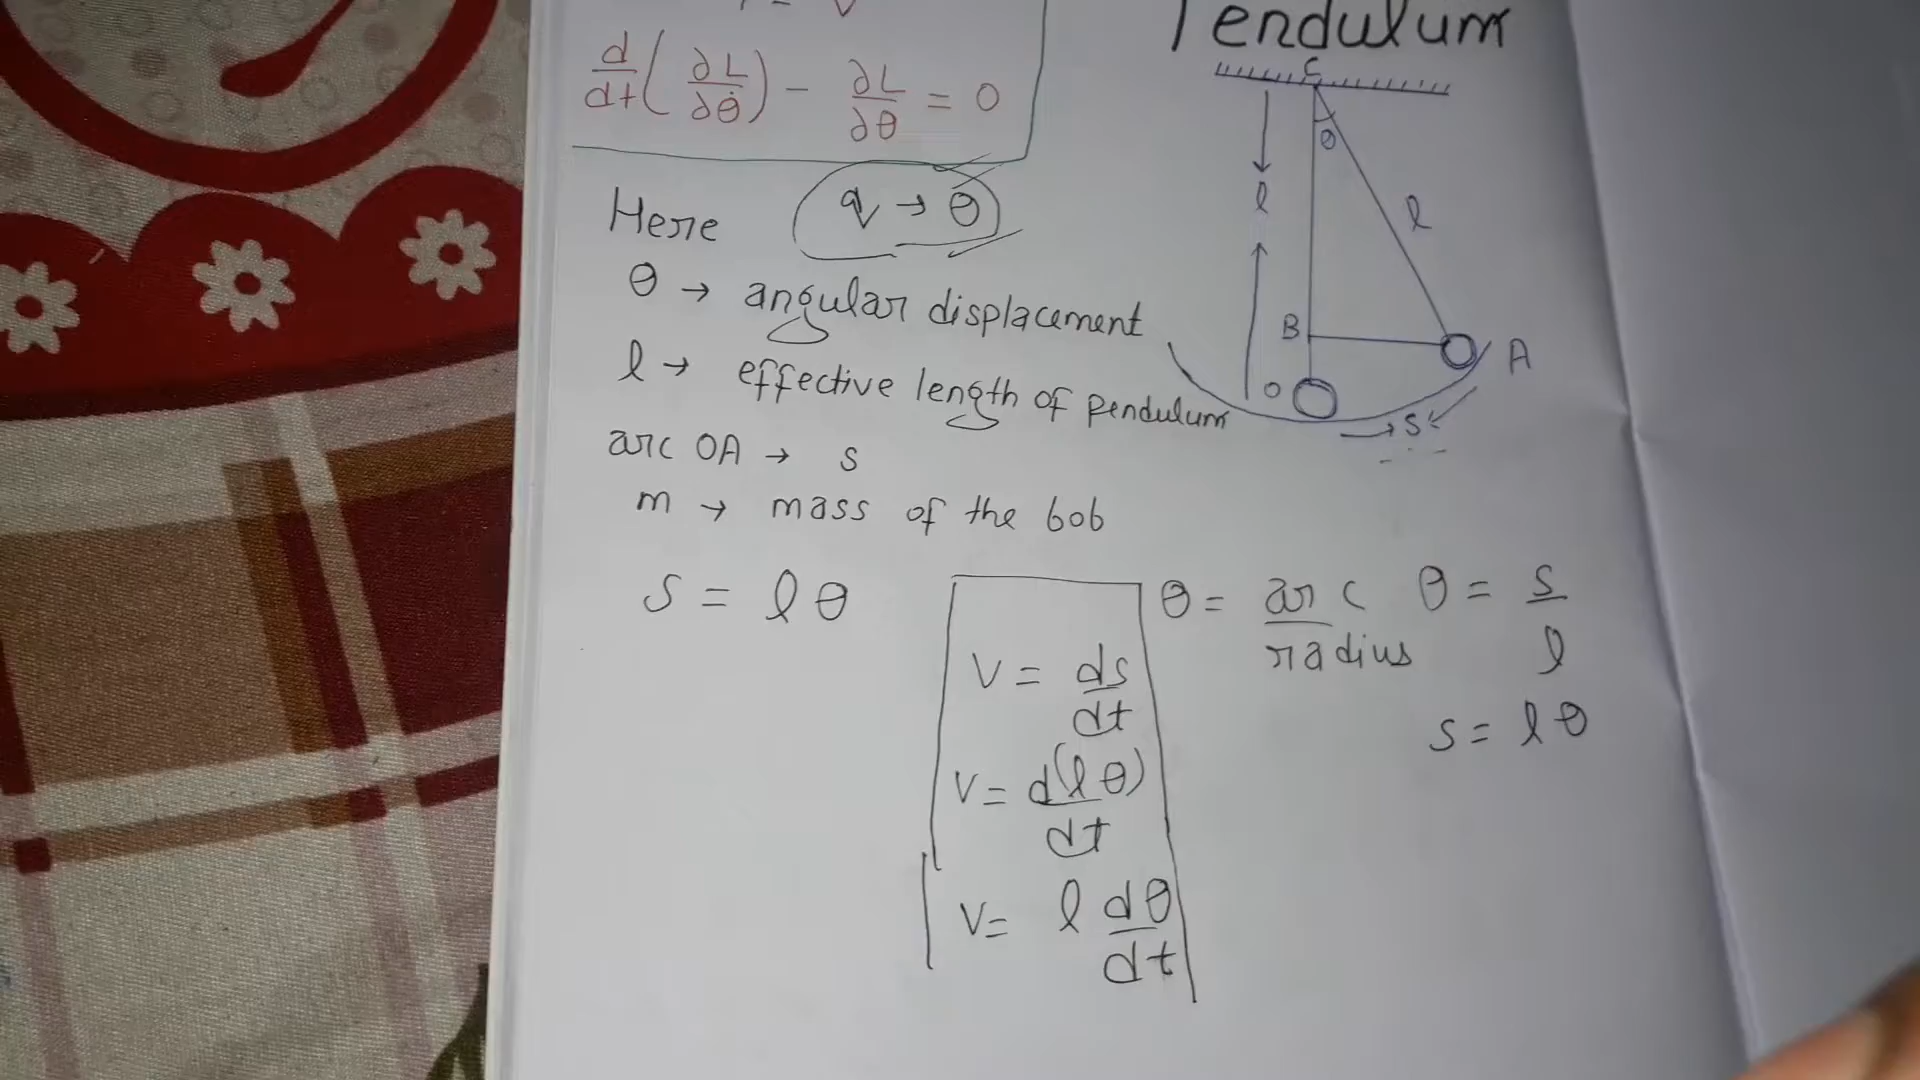 Pendulum
d/dt(∂L/∂θ̇) - ∂L/∂θ = 0
C
θ
l
l
B
A
O
s
Here q → θ
θ → angular displacement
l → effective length of pendulum
arc OA → s
m → mass of the bob
s = lθ
θ = arc/radius θ = s/l
s = lθ
v = ds/dt
v = d(lθ)/dt
v = l dθ/dt